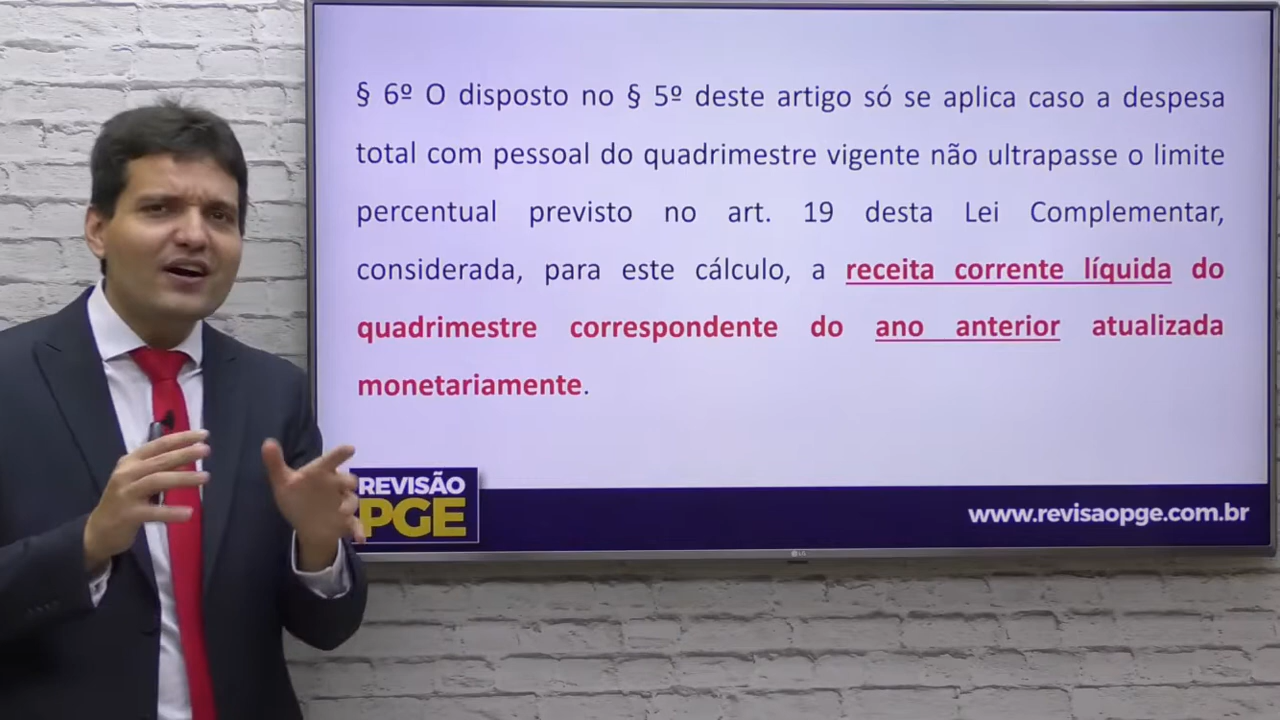 § 6º O disposto no § 5º deste artigo só se aplica caso a despesa
total com pessoal do quadrimestre vigente não ultrapasse o limite
percentual previsto no art. 19 desta Lei Complementar,
considerada, para este cálculo, a receita corrente líquida do
quadrimestre correspondente do ano anterior atualizada
monetariamente.
REVISÃO
PGE
www.revisaopge.com.br
LG